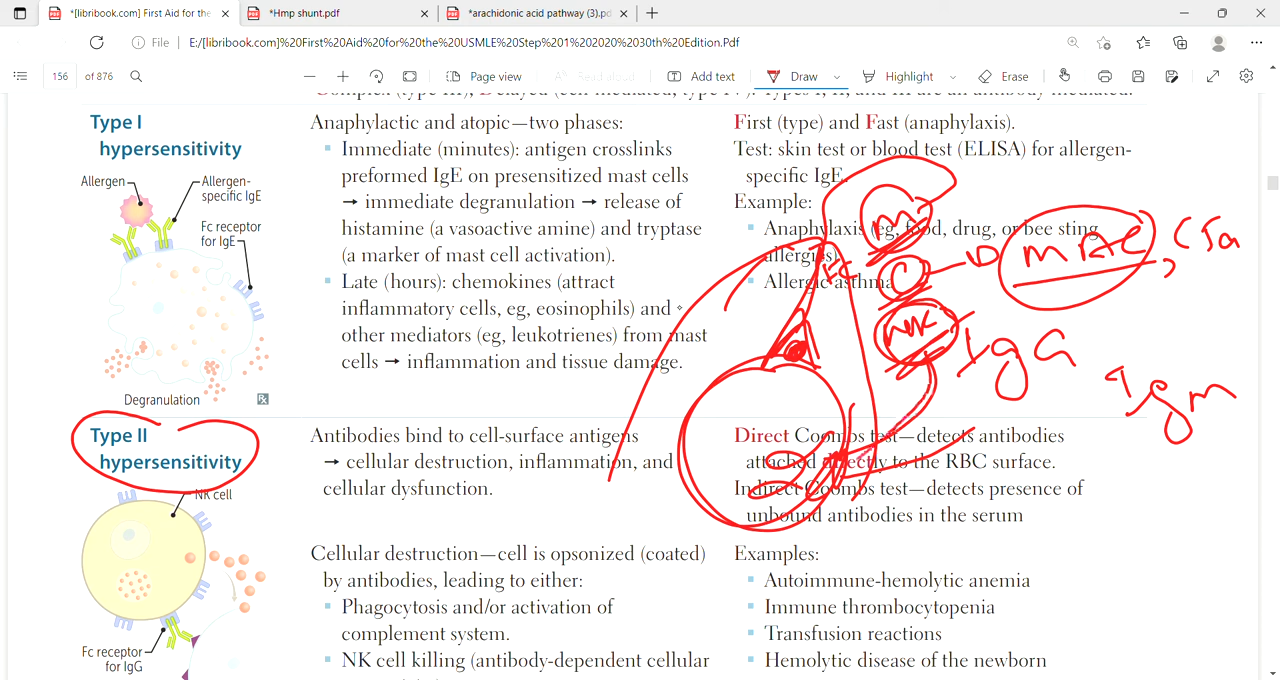 *[libribook.com] First Aid for the
*Hmp shunt.pdf
*arachidonic acid pathway (3).pd
File E:/[libribook.com]%20First%20Aid%20for%20the%20USMLE%20Step%201%202020%2030th%20Edition.Pdf
156 of 876 Page view Read aloud Add text Draw Highlight Erase
Type I
hypersensitivity
Allergen
Allergen-
specific IgE
Fc receptor
for IgE
Degranulation
Rx
Anaphylactic and atopic—two phases:
Immediate (minutes): antigen crosslinks
preformed IgE on presensitized mast cells
→ immediate degranulation → release of
histamine (a vasoactive amine) and tryptase
(a marker of mast cell activation).
Late (hours): chemokines (attract
inflammatory cells, eg, eosinophils) and
other mediators (eg, leukotrienes) from mast
cells → inflammation and tissue damage.
First (type) and Fast (anaphylaxis).
Test: skin test or blood test (ELISA) for allergen-
specific IgE.
Example:
Anaphylaxis (eg, food, drug, or bee sting
allergies)
Allergic asthma
M
FC
C
MAC, C5a
NK
IgG
IgM
Type II
hypersensitivity
NK cell
Fc receptor
for IgG
Antibodies bind to cell-surface antigens
→ cellular destruction, inflammation, and
cellular dysfunction.
Cellular destruction—cell is opsonized (coated)
by antibodies, leading to either:
Phagocytosis and/or activation of
complement system.
NK cell killing (antibody-dependent cellular
Direct Coombs test—detects antibodies
attached directly to the RBC surface.
Indirect Coombs test—detects presence of
unbound antibodies in the serum
Examples:
Autoimmune-hemolytic anemia
Immune thrombocytopenia
Transfusion reactions
Hemolytic disease of the newborn